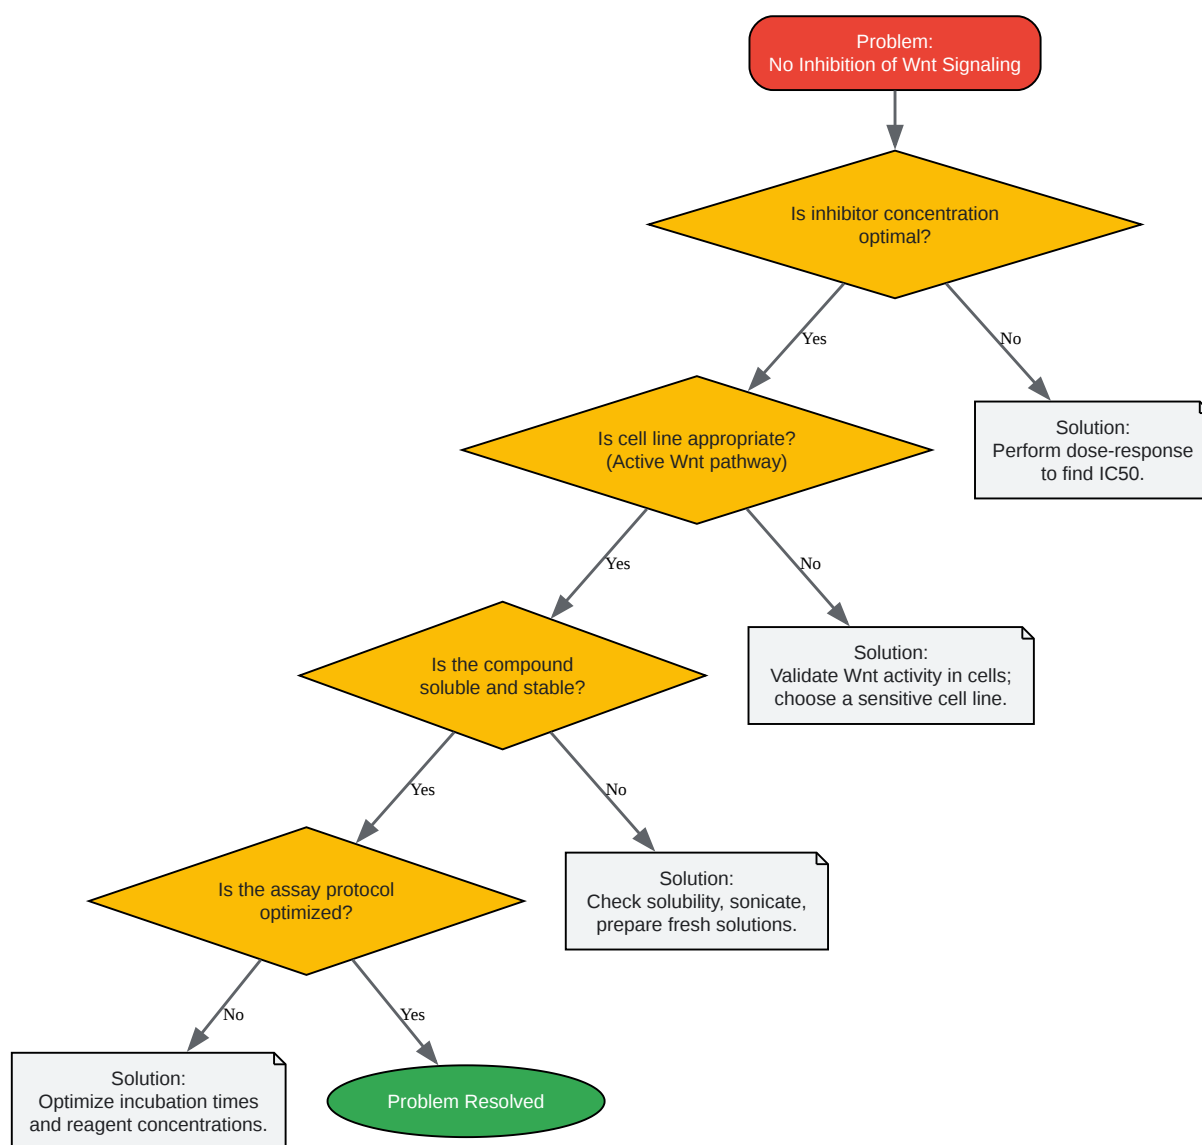 Problem:
No Inhibition of Wnt Signaling
Is inhibitor concentration
optimal?
Yes
No
Is cell line appropriate?
(Active Wnt pathway)
Solution:
Perform dose-response
to find IC50.
Yes
No
Is the compound
soluble and stable?
Solution:
Validate Wnt activity in cells;
choose a sensitive cell line.
Yes
No
Is the assay protocol
optimized?
Solution:
Check solubility, sonicate,
prepare fresh solutions.
No
Yes
Solution:
Optimize incubation times
and reagent concentrations.
Problem Resolved